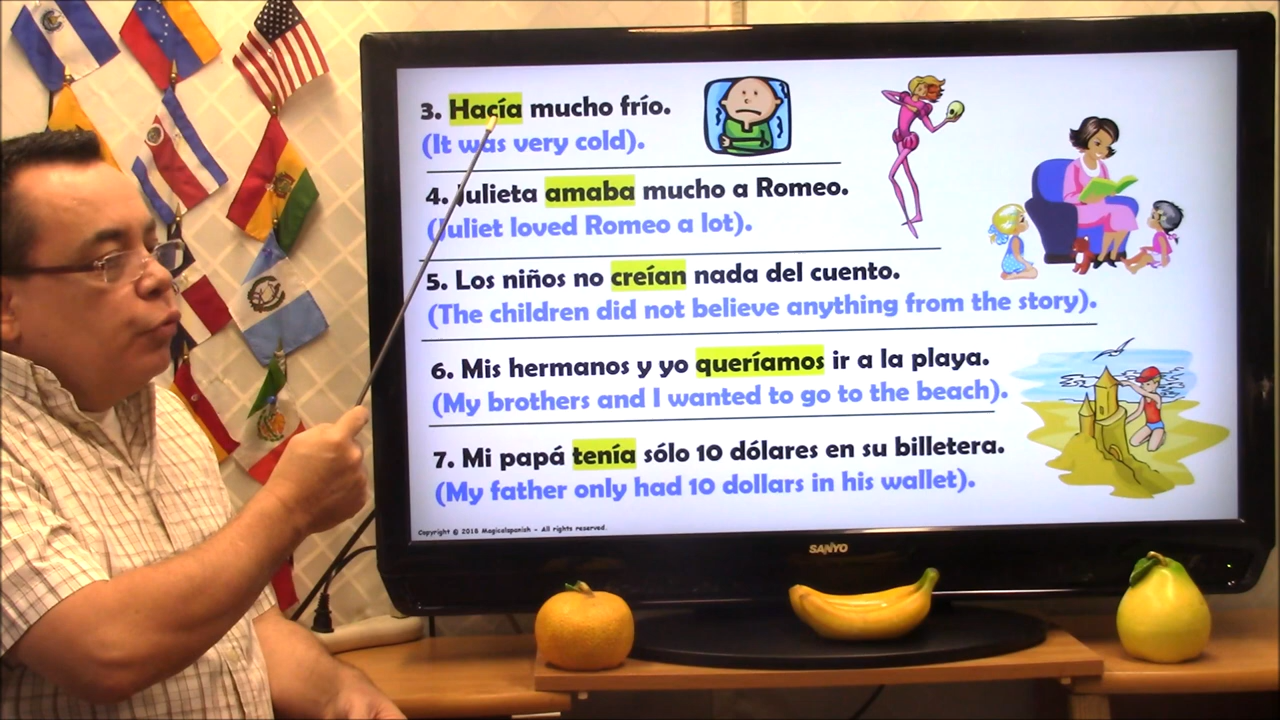 3. Hacía mucho frío.
(It was very cold).
4. Julieta amaba mucho a Romeo.
(Juliet loved Romeo a lot).
5. Los niños no creían nada del cuento.
(The children did not believe anything from the story).
6. Mis hermanos y yo queríamos ir a la playa.
(My brothers and I wanted to go to the beach).
7. Mi papá tenía sólo 10 dólares en su billetera.
(My father only had 10 dollars in his wallet).
Copyright © 2016 Magicalspanish - All rights reserved.
SANYO